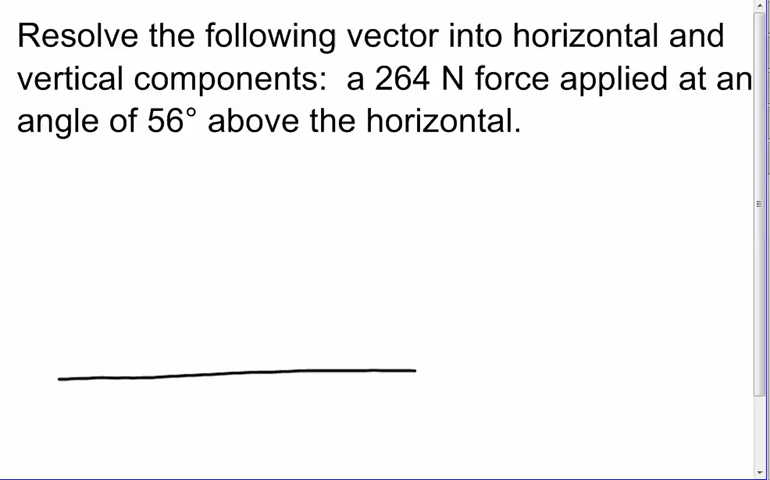 Resolve the following vector into horizontal and
vertical components:  a 264 N force applied at an
angle of 56° above the horizontal.